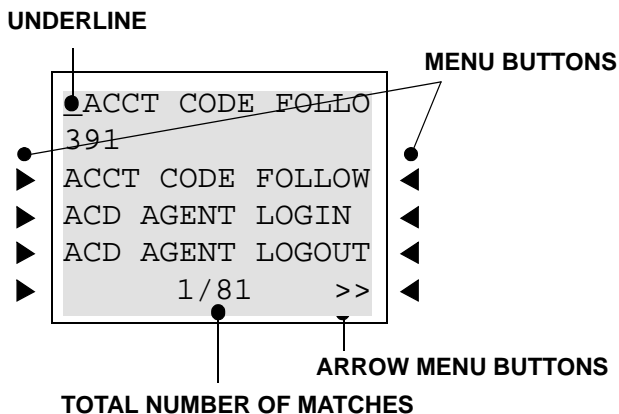 UNDERLINE
MENU BUTTONS
_ACCT CODE FOLLO
391
ACCT CODE FOLLOW
ACD AGENT LOGIN
ACD AGENT LOGOUT
1/81 >>
ARROW MENU BUTTONS
TOTAL NUMBER OF MATCHES